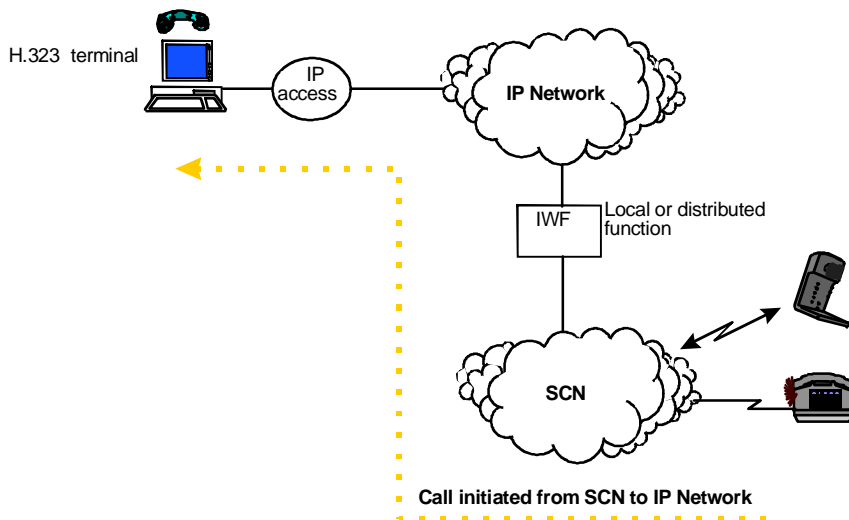 H.323 terminal
IP
access
IP Network
IWF
Local or distributed
function
SCN
Call initiated from SCN to IP Network